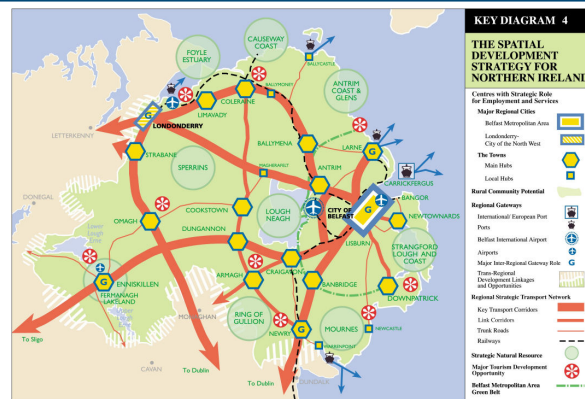 KEY DIAGRAM 4
THE SPATIAL
DEVELOPMENT
STRATEGY FOR
NORTHERN IRELAND
Centres with Strategic Role
for Employment and Services
Major Regional Cities
Belfast Metropolitan Area
Londonderry-
City of the North West
The Towns
Main Hubs
Local Hubs
Rural Community Potential
Regional Gateways
International/ European Port
Ports
Belfast International Airport
Airports
G Major Inter-Regional Gateway Role
Trans-Regional
Development Linkages
and Opportunities
Regional Strategic Transport Network
Key Transport Corridors
Link Corridors
Trunk Roads
Railways
Strategic Natural Resource
Major Tourism Development
Opportunity
Belfast Metropolitan Area
Green Belt
CAUSEWAY
COAST
FOYLE
ESTUARY
BALLYCASTLE
BALLYMONEY
COLERAINE
ANTRIM
COAST &
GLENS
LIMAVADY
G
LONDONDERRY
LETTERKENNY
BALLYMENA
LARNE
G
STRABANE
ANTRIM
CARRICKFERGUS
MAGHERAFELT
SPERRINS
BANGOR
CITY OF
BELFAST
G
NEWTOWNARDS
DONEGAL
COOKSTOWN
LOUGH
NEAGH
OMAGH
DUNGANNON
LISBURN
STRANGFORD
LOUGH AND
COAST
Lower
Lough
Erne
CRAIGAVON
ENNISKILLEN
G
FERMANAGH
LAKELAND
ARMAGH
BANBRIDGE
DOWNPATRICK
Upper
Lough
Erne
MONAGHAN
RING OF
GULLION
MOURNES
NEWCASTLE
NEWRY
G
WARRENPOINT
To Sligo
CAVAN
To Dublin
To Dublin
DUNDALK